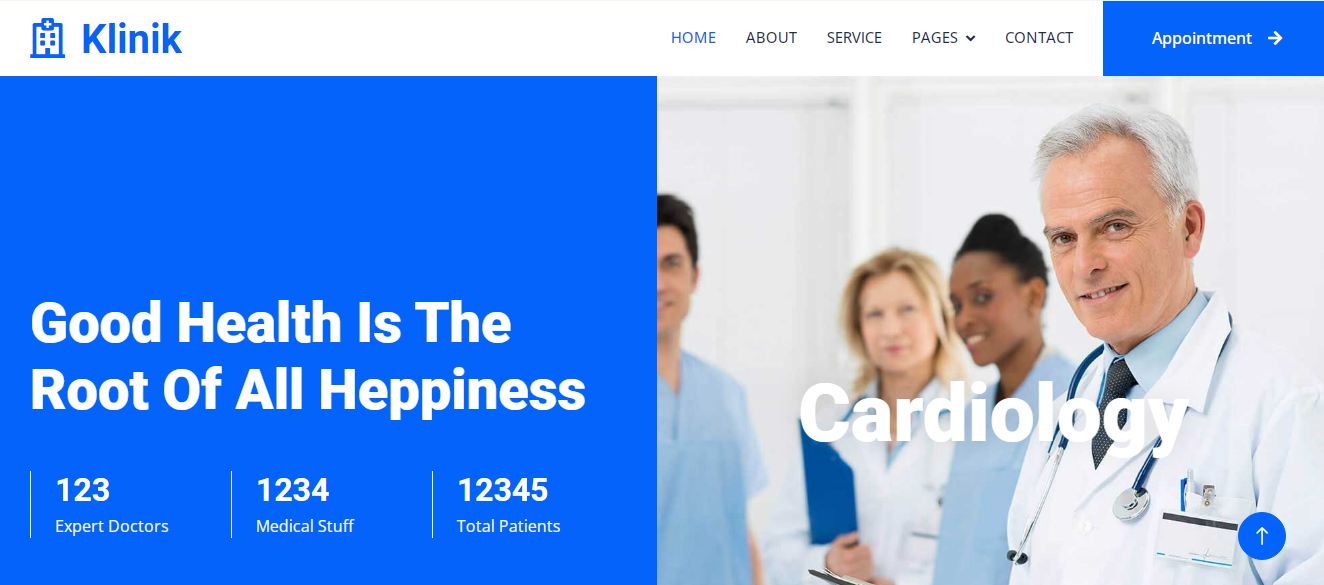 Klinik
HOME ABOUT SERVICE PAGES CONTACT Appointment
Good Health Is The
Root Of All Heppiness
123 1234 12345
Expert Doctors Medical Stuff Total Patients
Cardiology